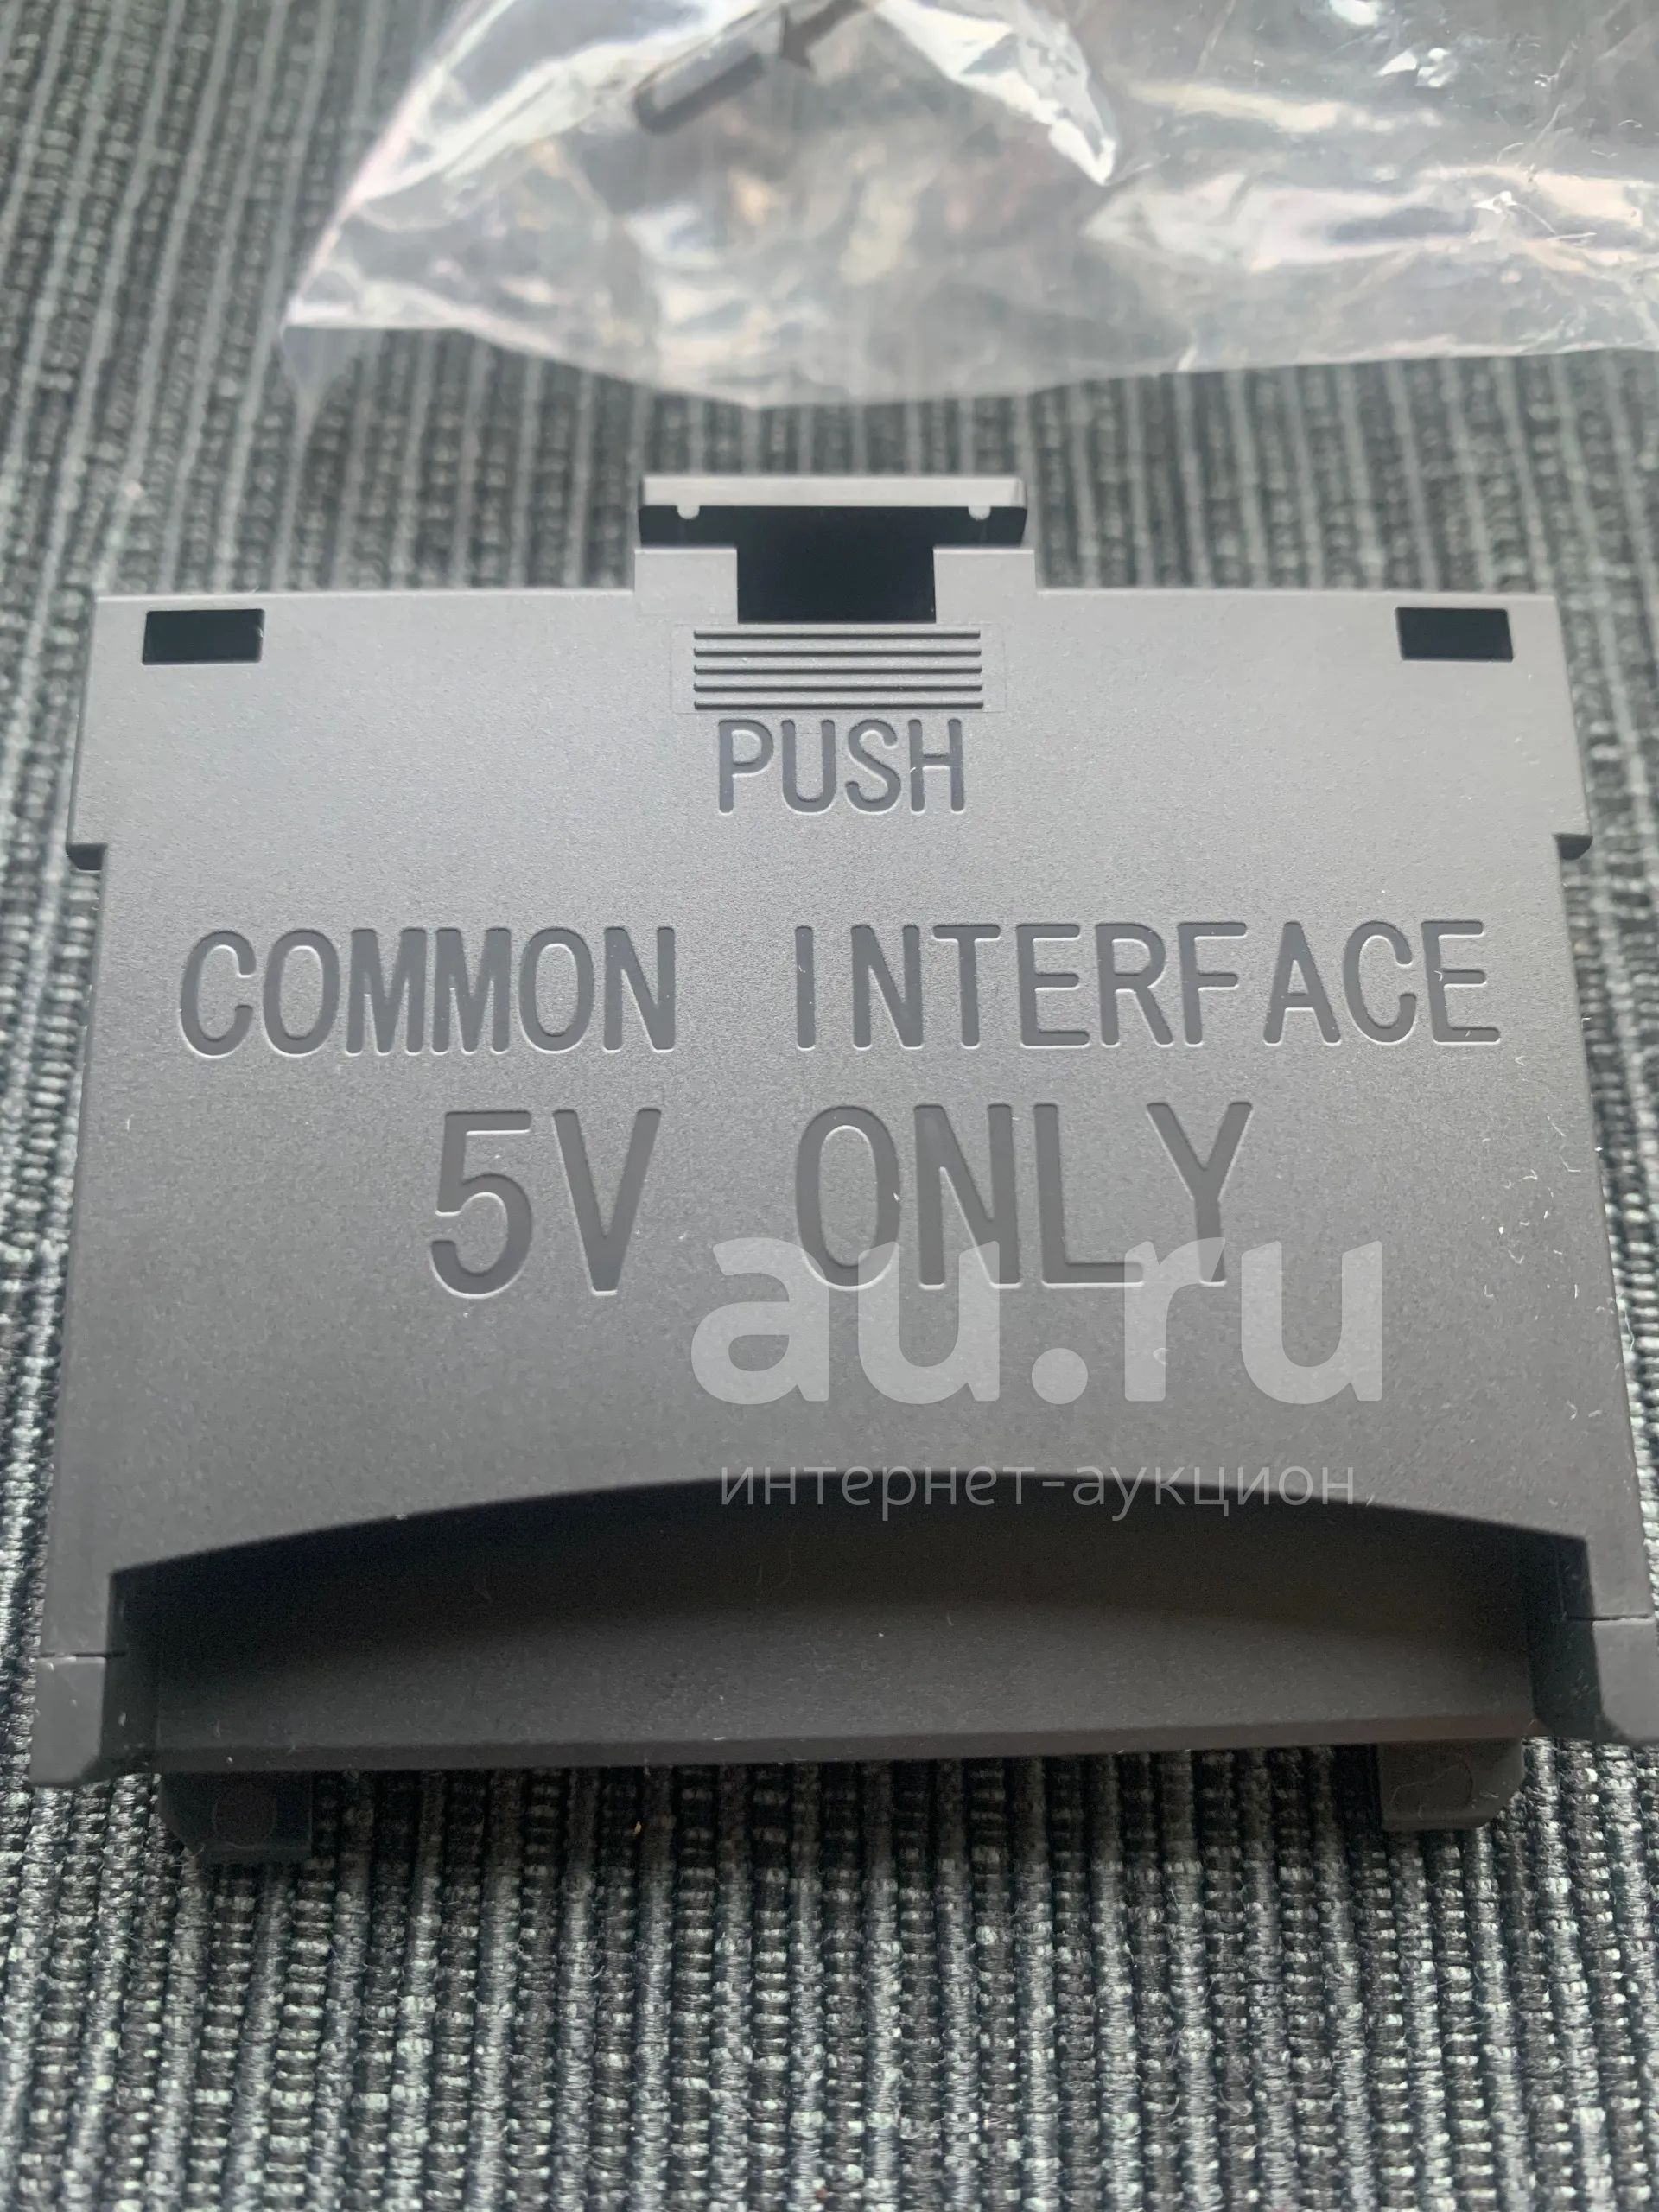 PUSH
COMMON INTERFACE
5V ONLY
au.ru
интернет-аукцион